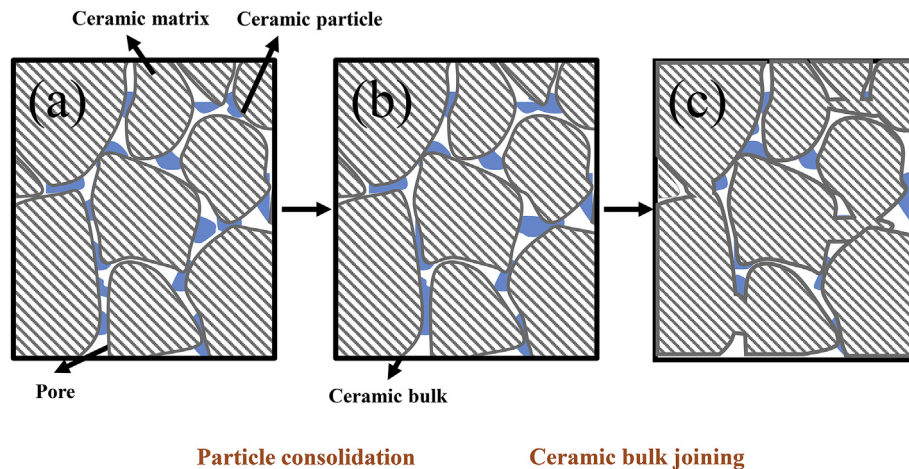 Ceramic matrix
Ceramic particle
(a)
(b)
(c)
Pore
Ceramic bulk
Particle consolidation
Ceramic bulk joining